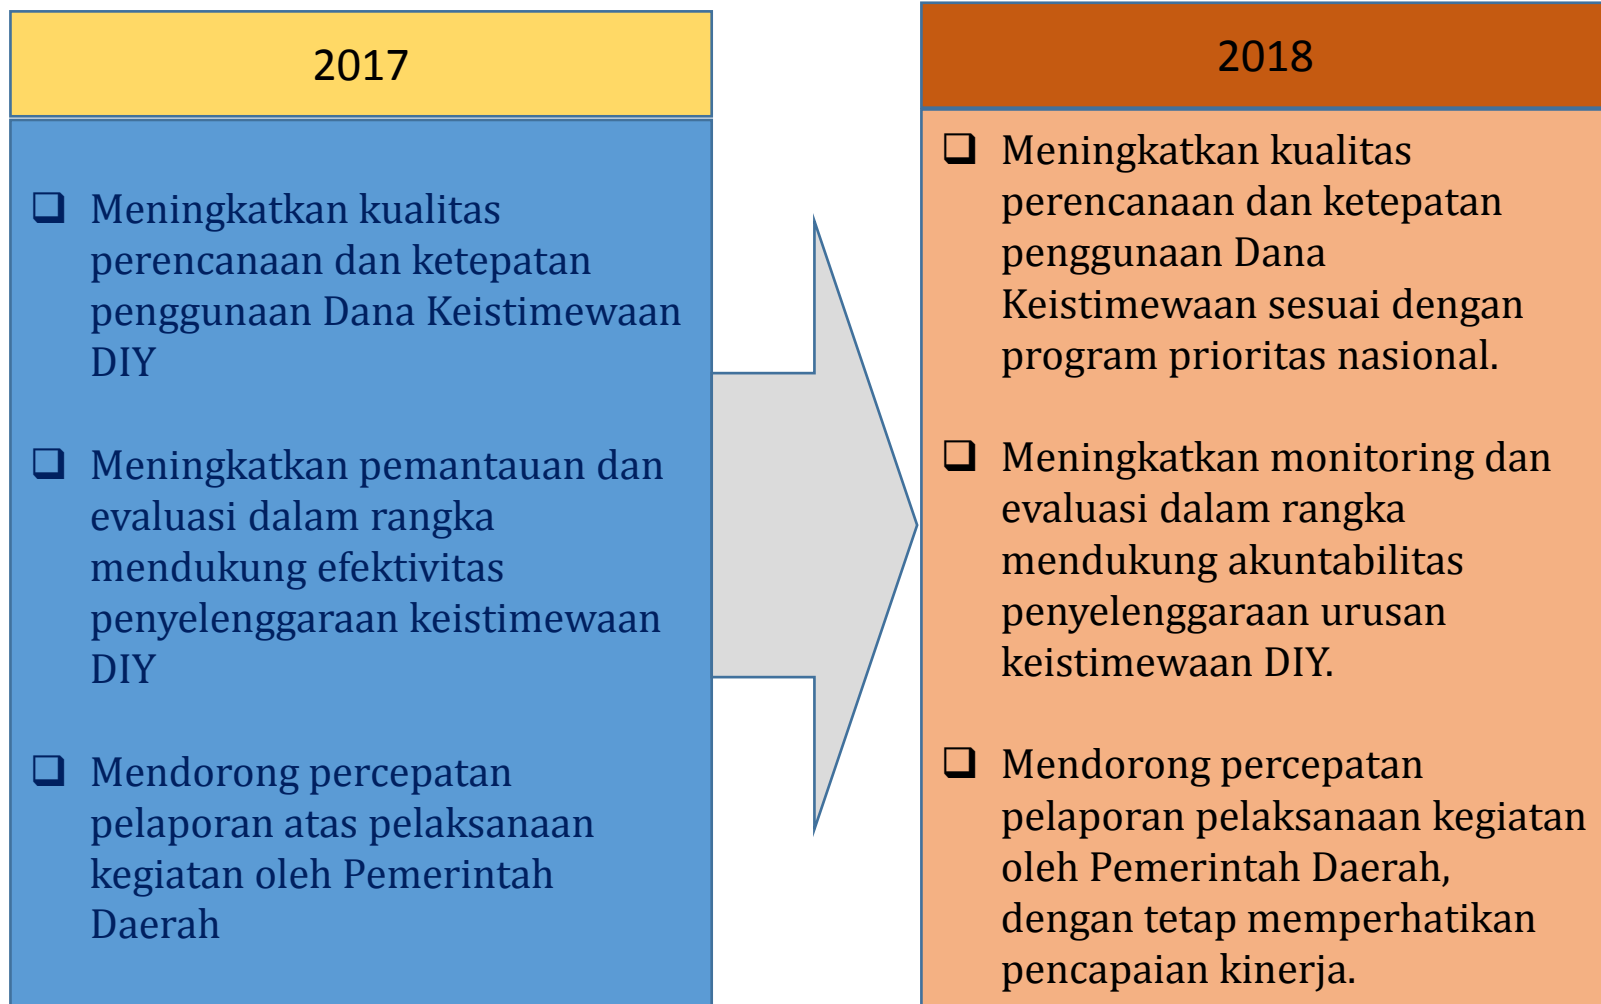 2017
❑ Meningkatkan kualitas
perencanaan dan ketepatan
penggunaan Dana Keistimewaan
DIY
❑ Meningkatkan pemantauan dan
evaluasi dalam rangka
mendukung efektivitas
penyelenggaraan keistimewaan
DIY
❑ Mendorong percepatan
pelaporan atas pelaksanaan
kegiatan oleh Pemerintah
Daerah
2018
❑ Meningkatkan kualitas
perencanaan dan ketepatan
penggunaan Dana
Keistimewaan sesuai dengan
program prioritas nasional.
❑ Meningkatkan monitoring dan
evaluasi dalam rangka
mendukung akuntabilitas
penyelenggaraan urusan
keistimewaan DIY.
❑ Mendorong percepatan
pelaporan pelaksanaan kegiatan
oleh Pemerintah Daerah,
dengan tetap memperhatikan
pencapaian kinerja.